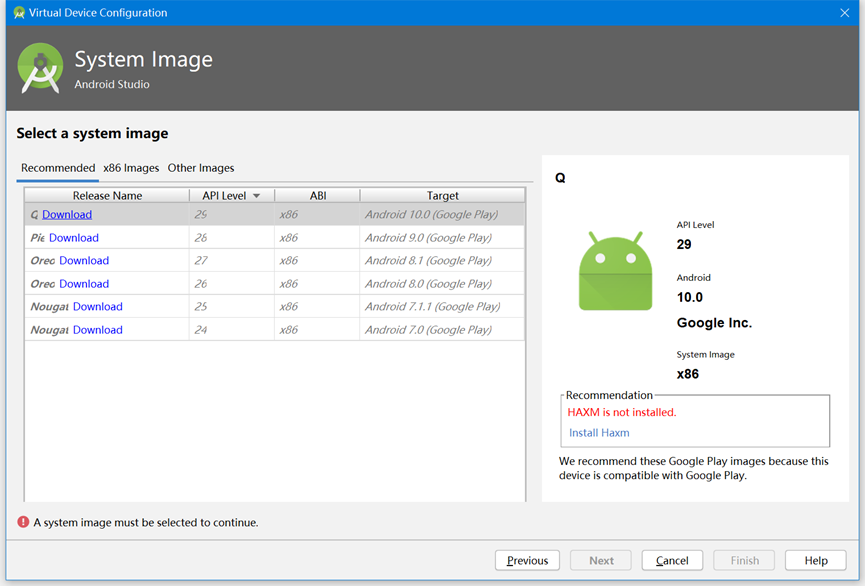 Virtual Device Configuration
System Image
Android Studio
Select a system image
Recommended x86 Images Other Images
Release Name API Level ABI Target
Q Download 29 x86 Android 10.0 (Google Play)
Pie Download 28 x86 Android 9.0 (Google Play)
Oreo Download 27 x86 Android 8.1 (Google Play)
Oreo Download 26 x86 Android 8.0 (Google Play)
Nougat Download 25 x86 Android 7.1.1 (Google Play)
Nougat Download 24 x86 Android 7.0 (Google Play)
Q
API Level
29
Android
10.0
Google Inc.
System Image
x86
Recommendation
HAXM is not installed.
Install Haxm
We recommend these Google Play images because this
device is compatible with Google Play.
A system image must be selected to continue.
Previous Next Cancel Finish Help